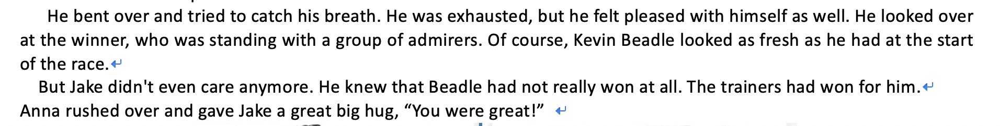 He bent over and tried to catch his breath. He was exhausted, but he felt pleased with himself as well. He looked over
at the winner, who was standing with a group of admirers. Of course, Kevin Beadle looked as fresh as he had at the start
of the race.↵
But Jake didn't even care anymore. He knew that Beadle had not really won at all. The trainers had won for him.↵
Anna rushed over and gave Jake a great big hug, “You were great!” ↵